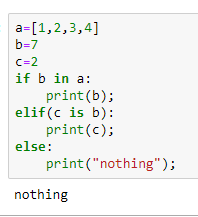 a=[1,2,3,4]
b=7
c=2
if b in a:
    print(b);
elif(c is b):
    print(c);
else:
    print("nothing");
nothing